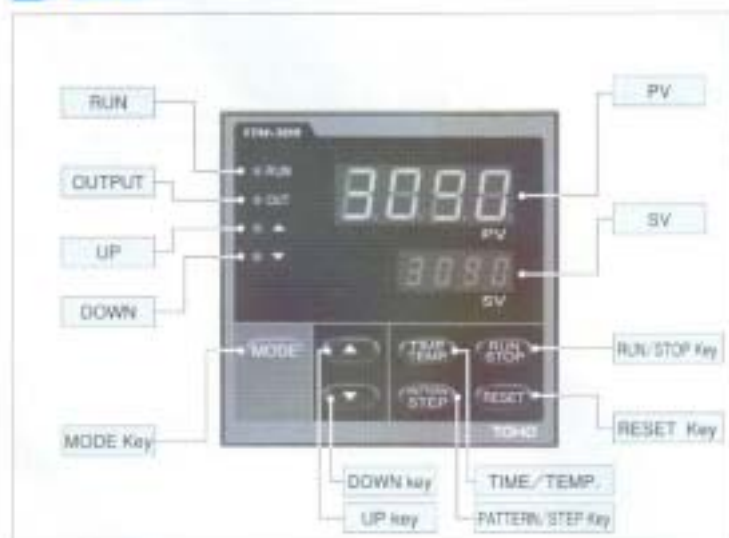 RUN
OUTPUT
UP
DOWN
MODE Key
RUN
OUT
3090
PV
3090
SV
MODE
TIME
TEMP
RUN
STOP
PATTERN
STEP
RESET
TOHO
PV
SV
RUN/STOP Key
RESET Key
DOWN key
UP key
TIME/TEMP.
PATTERN/STEP Key